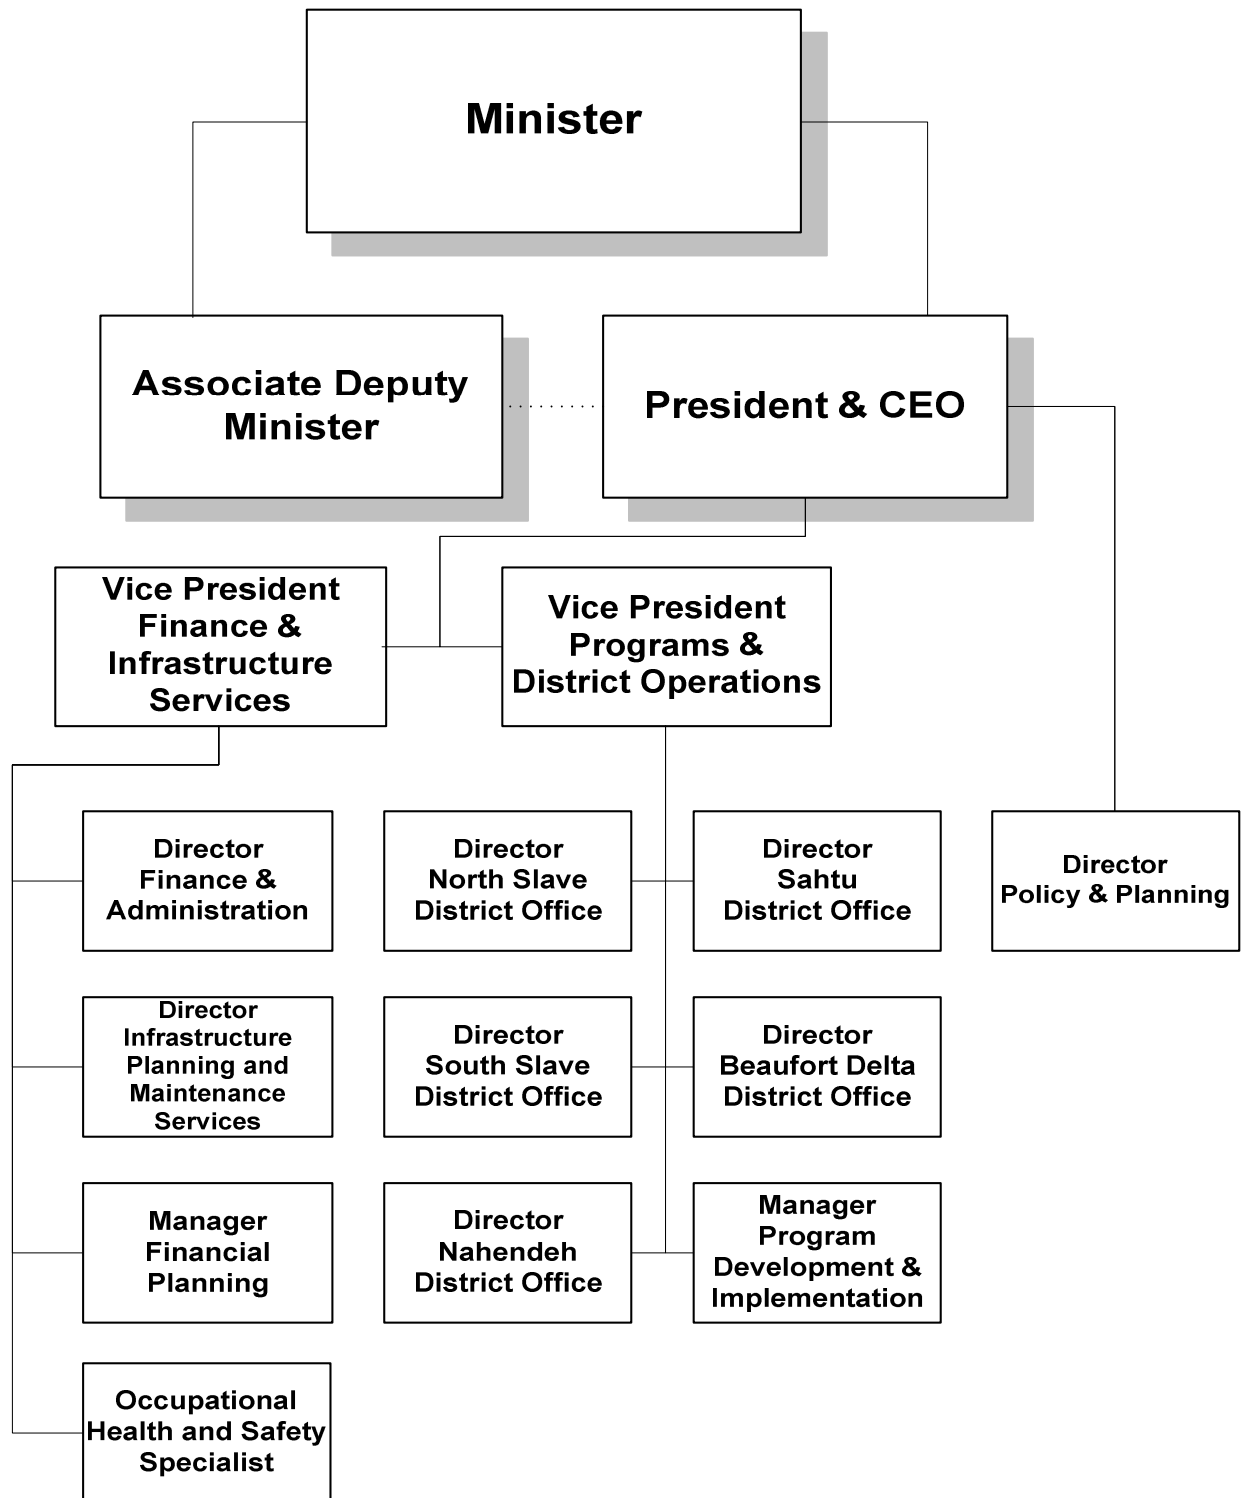 Minister
Associate Deputy
Minister
President & CEO
Vice President
Finance &
Infrastructure
Services
Vice President
Programs &
District Operations
Director
Finance &
Administration
Director
North Slave
District Office
Director
Sahtu
District Office
Director
Policy & Planning
Director
Infrastructure
Planning and
Maintenance
Services
Director
South Slave
District Office
Director
Beaufort Delta
District Office
Manager
Financial
Planning
Director
Nahendeh
District Office
Manager
Program
Development &
Implementation
Occupational
Health and Safety
Specialist